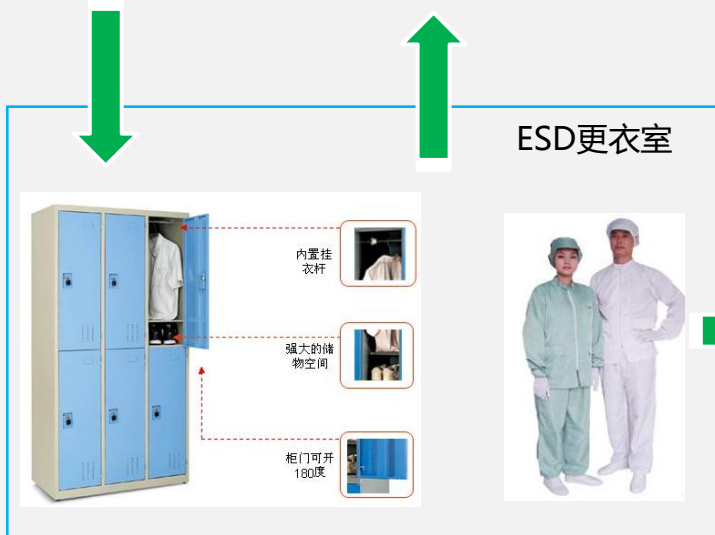 ESD更衣室
内置挂
衣杆
强大的储
物空间
柜门可开
180度